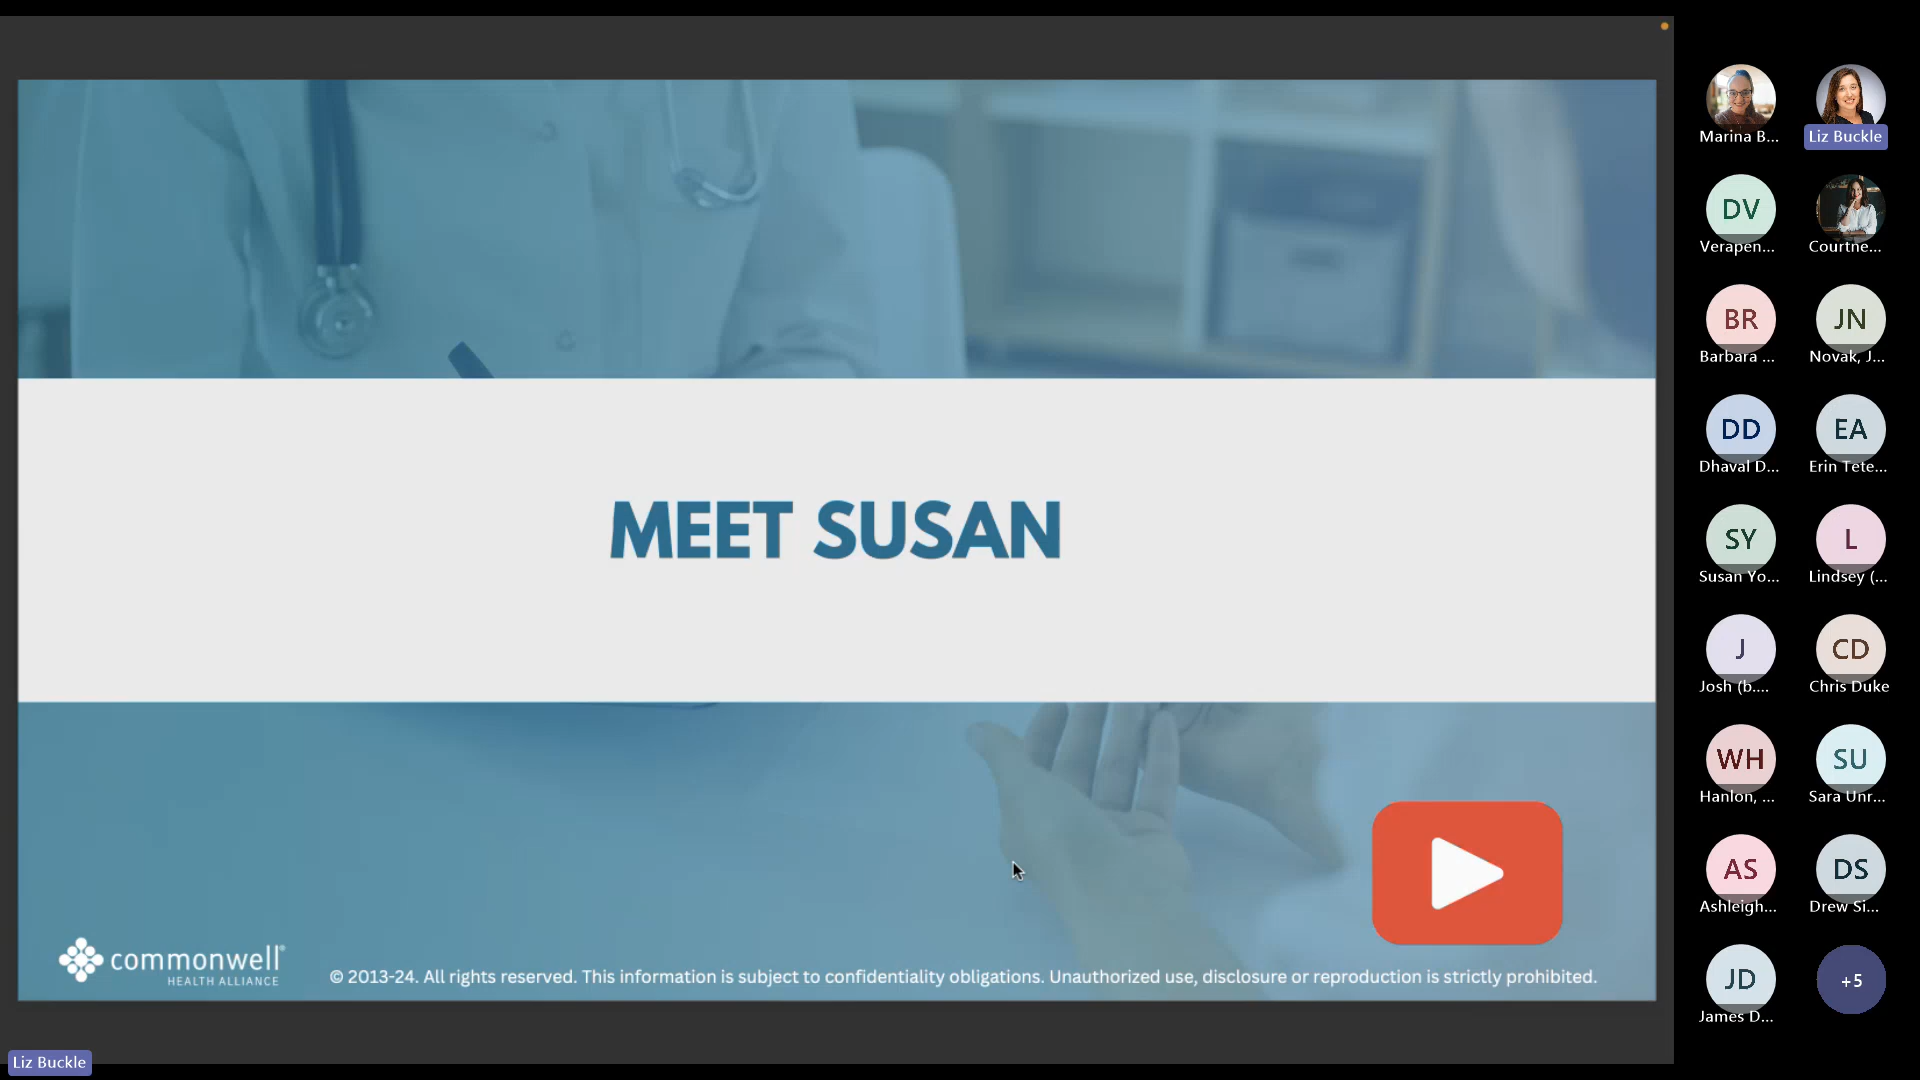 MEET SUSAN
commonwell®
HEALTH ALLIANCE
© 2013-24. All rights reserved. This information is subject to confidentiality obligations. Unauthorized use, disclosure or reproduction is strictly prohibited.
Liz Buckle
Marina B...
Liz Buckle
DV
Verapen...
Courtne...
BR
Barbara ...
JN
Novak, J...
DD
Dhaval D...
EA
Erin Tete...
SY
Susan Yo...
L
Lindsey (...
J
Josh (b....
CD
Chris Duke
WH
Hanlon, ...
SU
Sara Unr...
AS
Ashleigh...
DS
Drew Si...
JD
James D...
+5